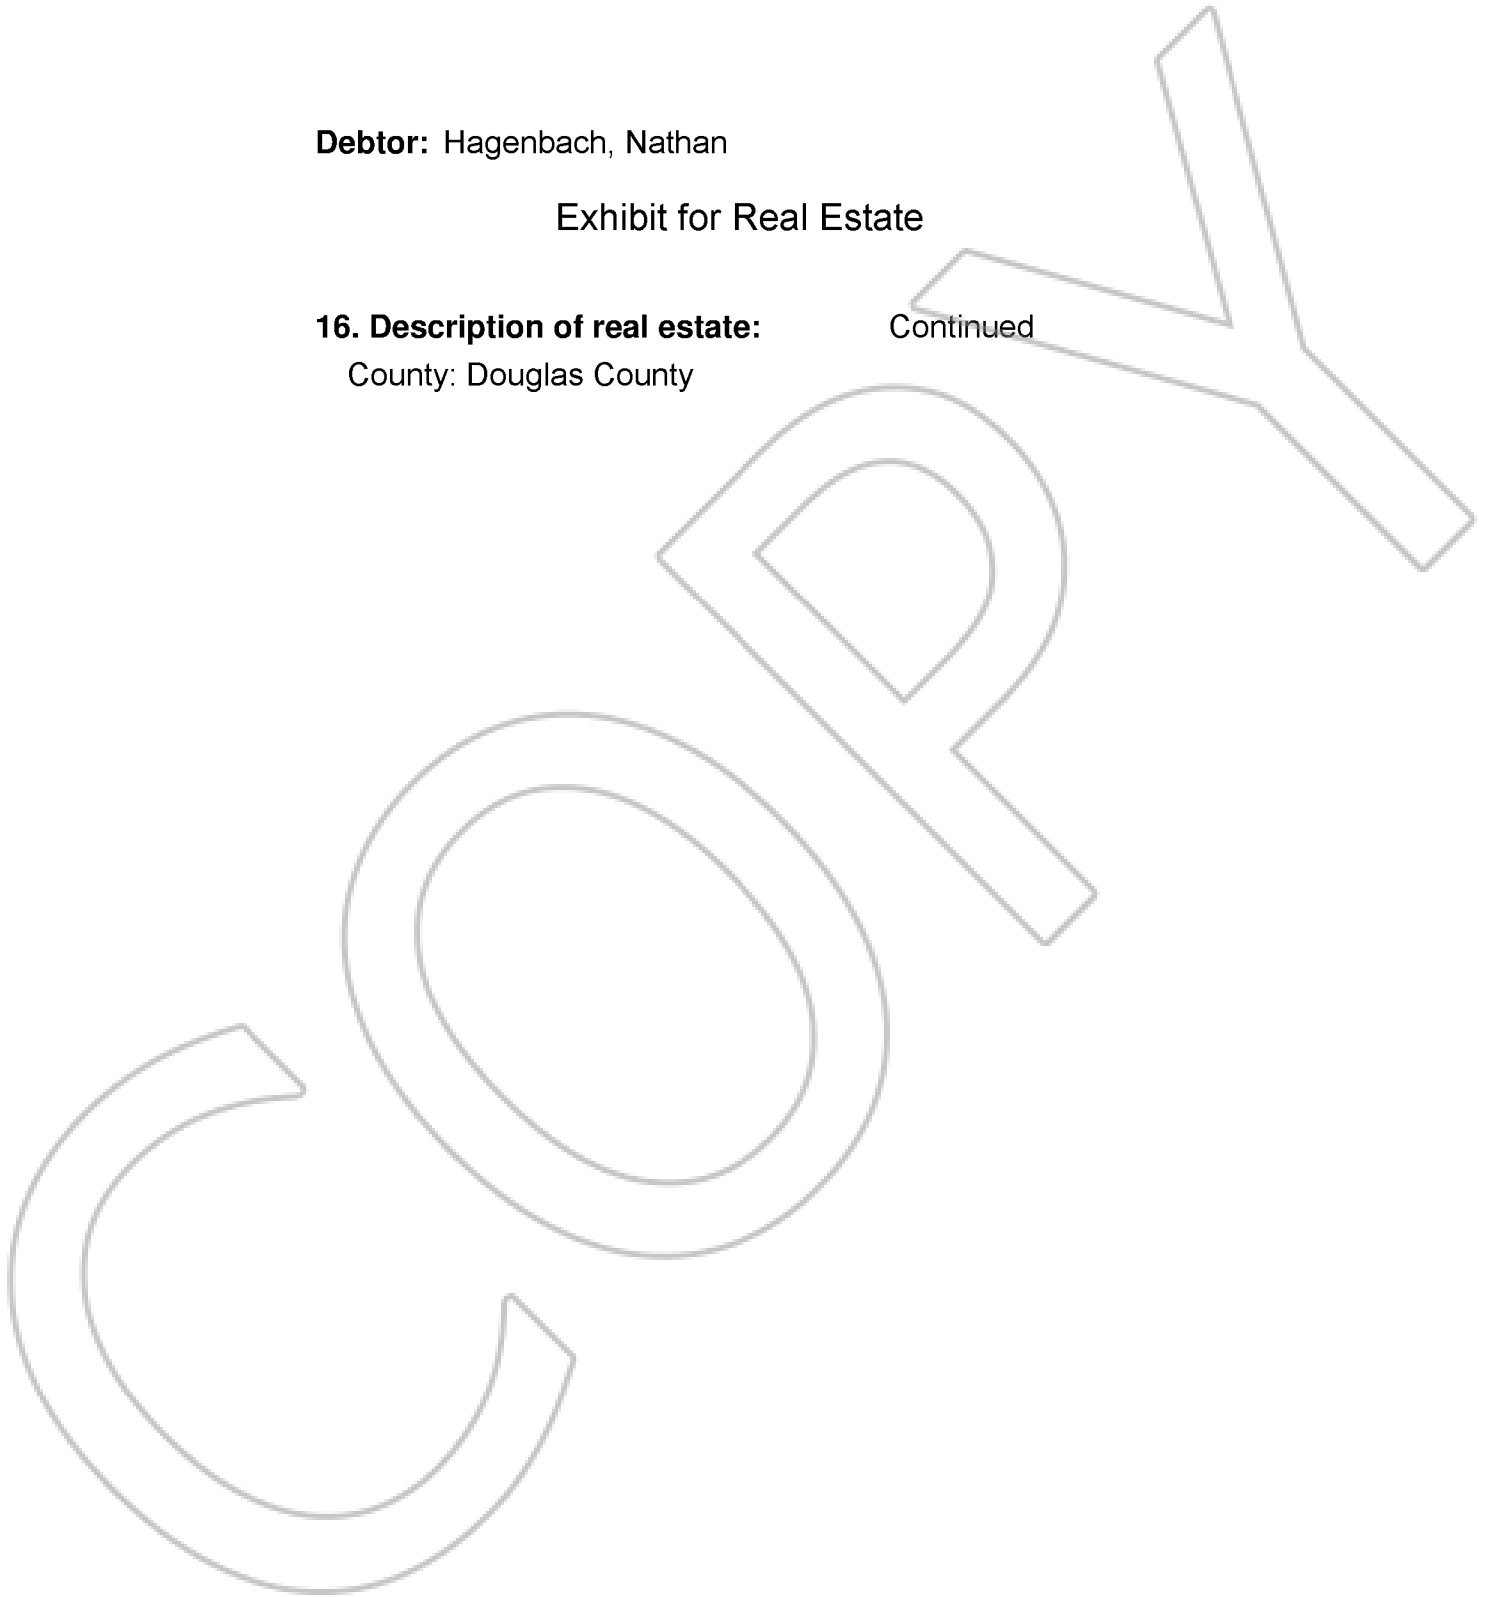 Debtor: Hagenbach, Nathan
Exhibit for Real Estate
16. Description of real estate: Continued
County: Douglas County
COPY